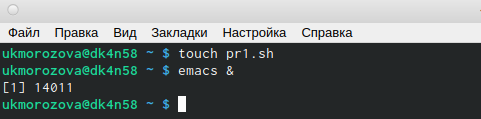 Файл Правка Вид Закладки Настройка Справка
ukmorozova@dk4n58 ~ $ touch pr1.sh
ukmorozova@dk4n58 ~ $ emacs &
[1] 14011
ukmorozova@dk4n58 ~ $